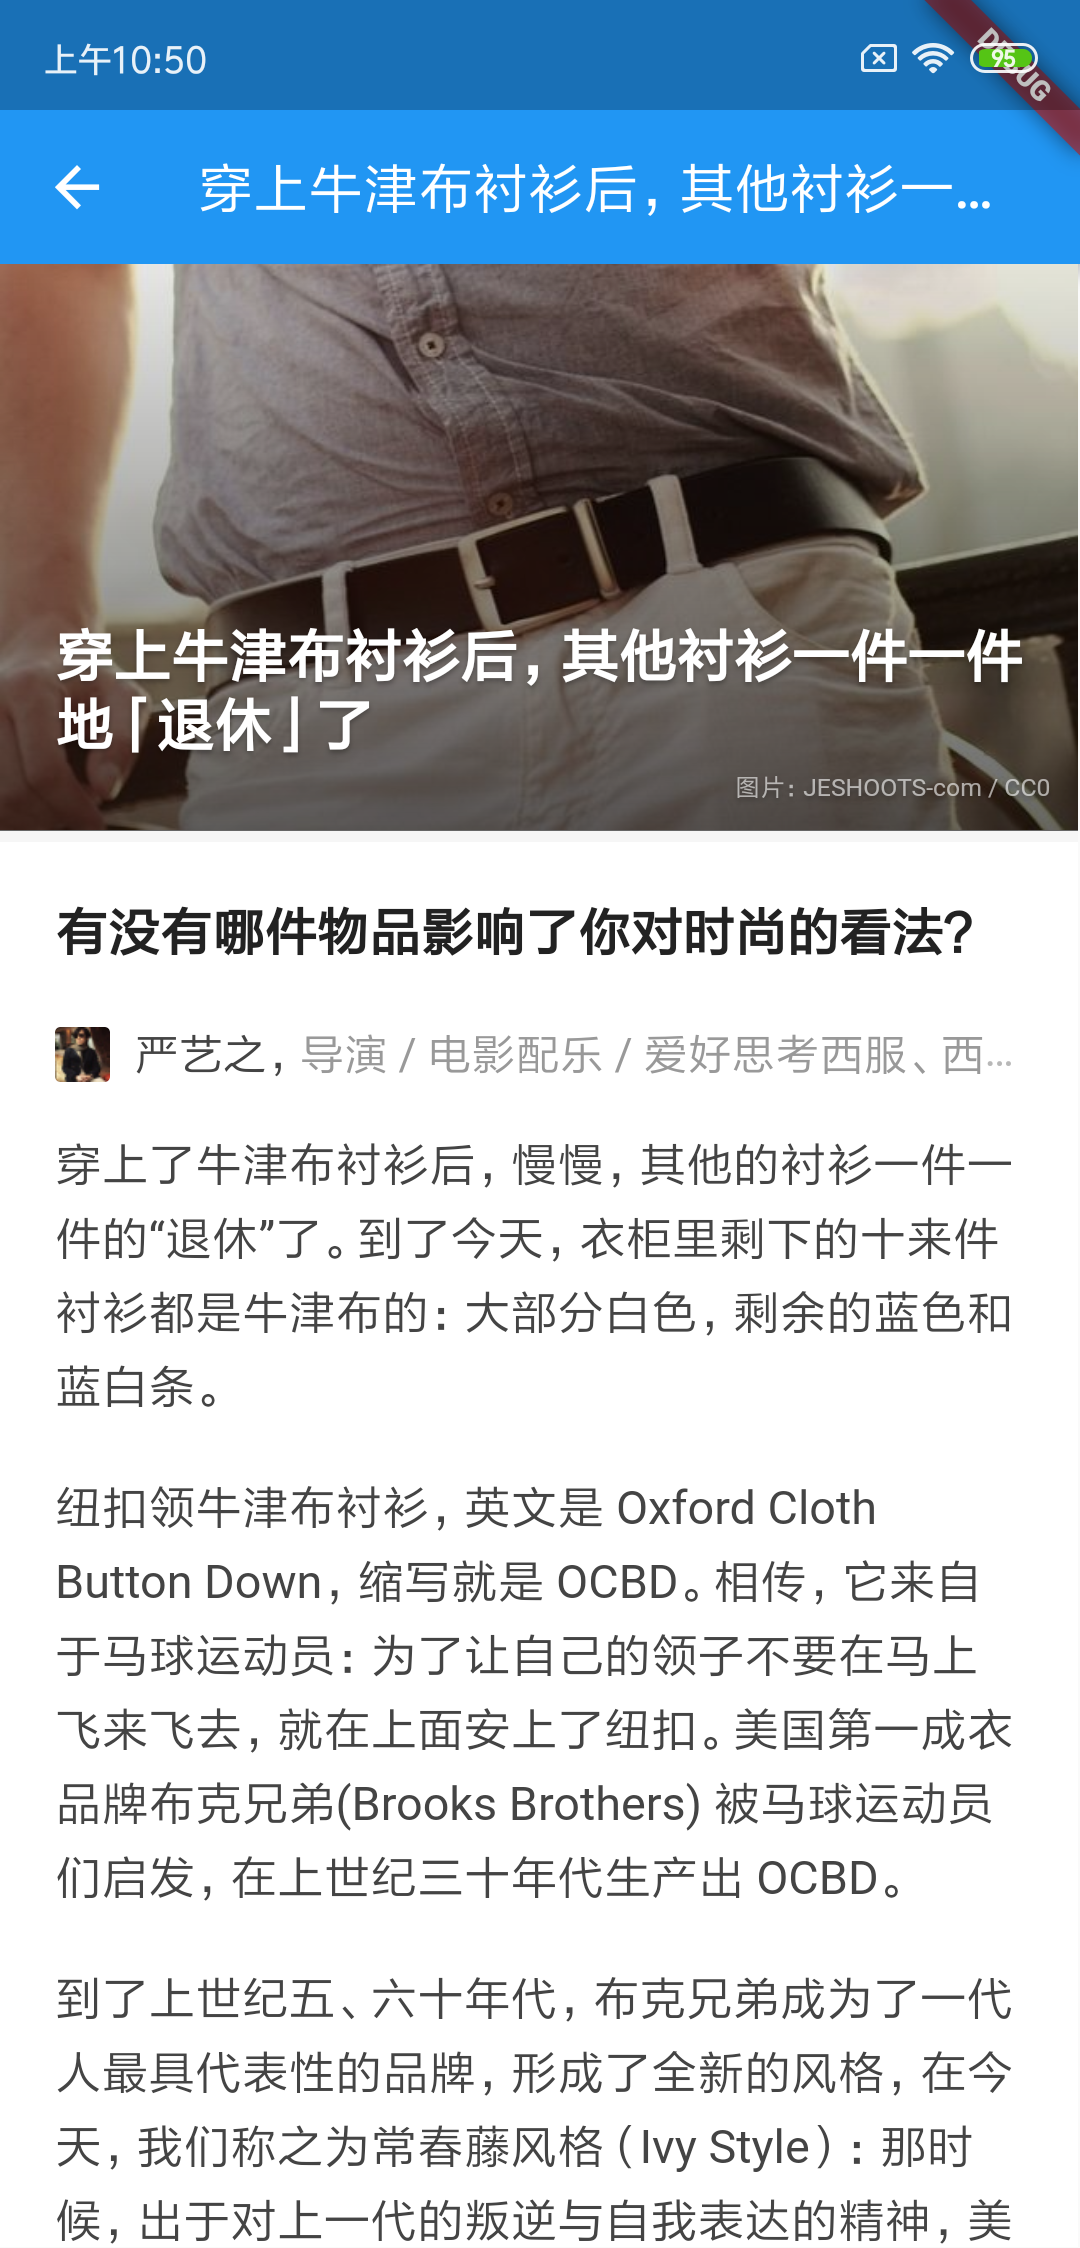 上午10:50
95
DEBUG
穿上牛津布衬衫后，其他衬衫一...
穿上牛津布衬衫后，其他衬衫一件一件
地「退休」了
图片：JESHOOTS-com / CC0
有没有哪件物品影响了你对时尚的看法？
严艺之，导演 / 电影配乐 / 爱好思考西服、西...
穿上了牛津布衬衫后，慢慢，其他的衬衫一件一
件的“退休”了。到了今天，衣柜里剩下的十来件
衬衫都是牛津布的：大部分白色，剩余的蓝色和
蓝白条。
纽扣领牛津布衬衫，英文是 Oxford Cloth
Button Down，缩写就是 OCBD。相传，它来自
于马球运动员：为了让自己的领子不要在马上
飞来飞去，就在上面安上了纽扣。美国第一成衣
品牌布克兄弟(Brooks Brothers) 被马球运动员
们启发，在上世纪三十年代生产出 OCBD。
到了上世纪五、六十年代，布克兄弟成为了一代
人最具代表性的品牌，形成了全新的风格，在今
天，我们称之为常春藤风格（Ivy Style）：那时
候，出于对上一代的叛逆与自我表达的精神，美